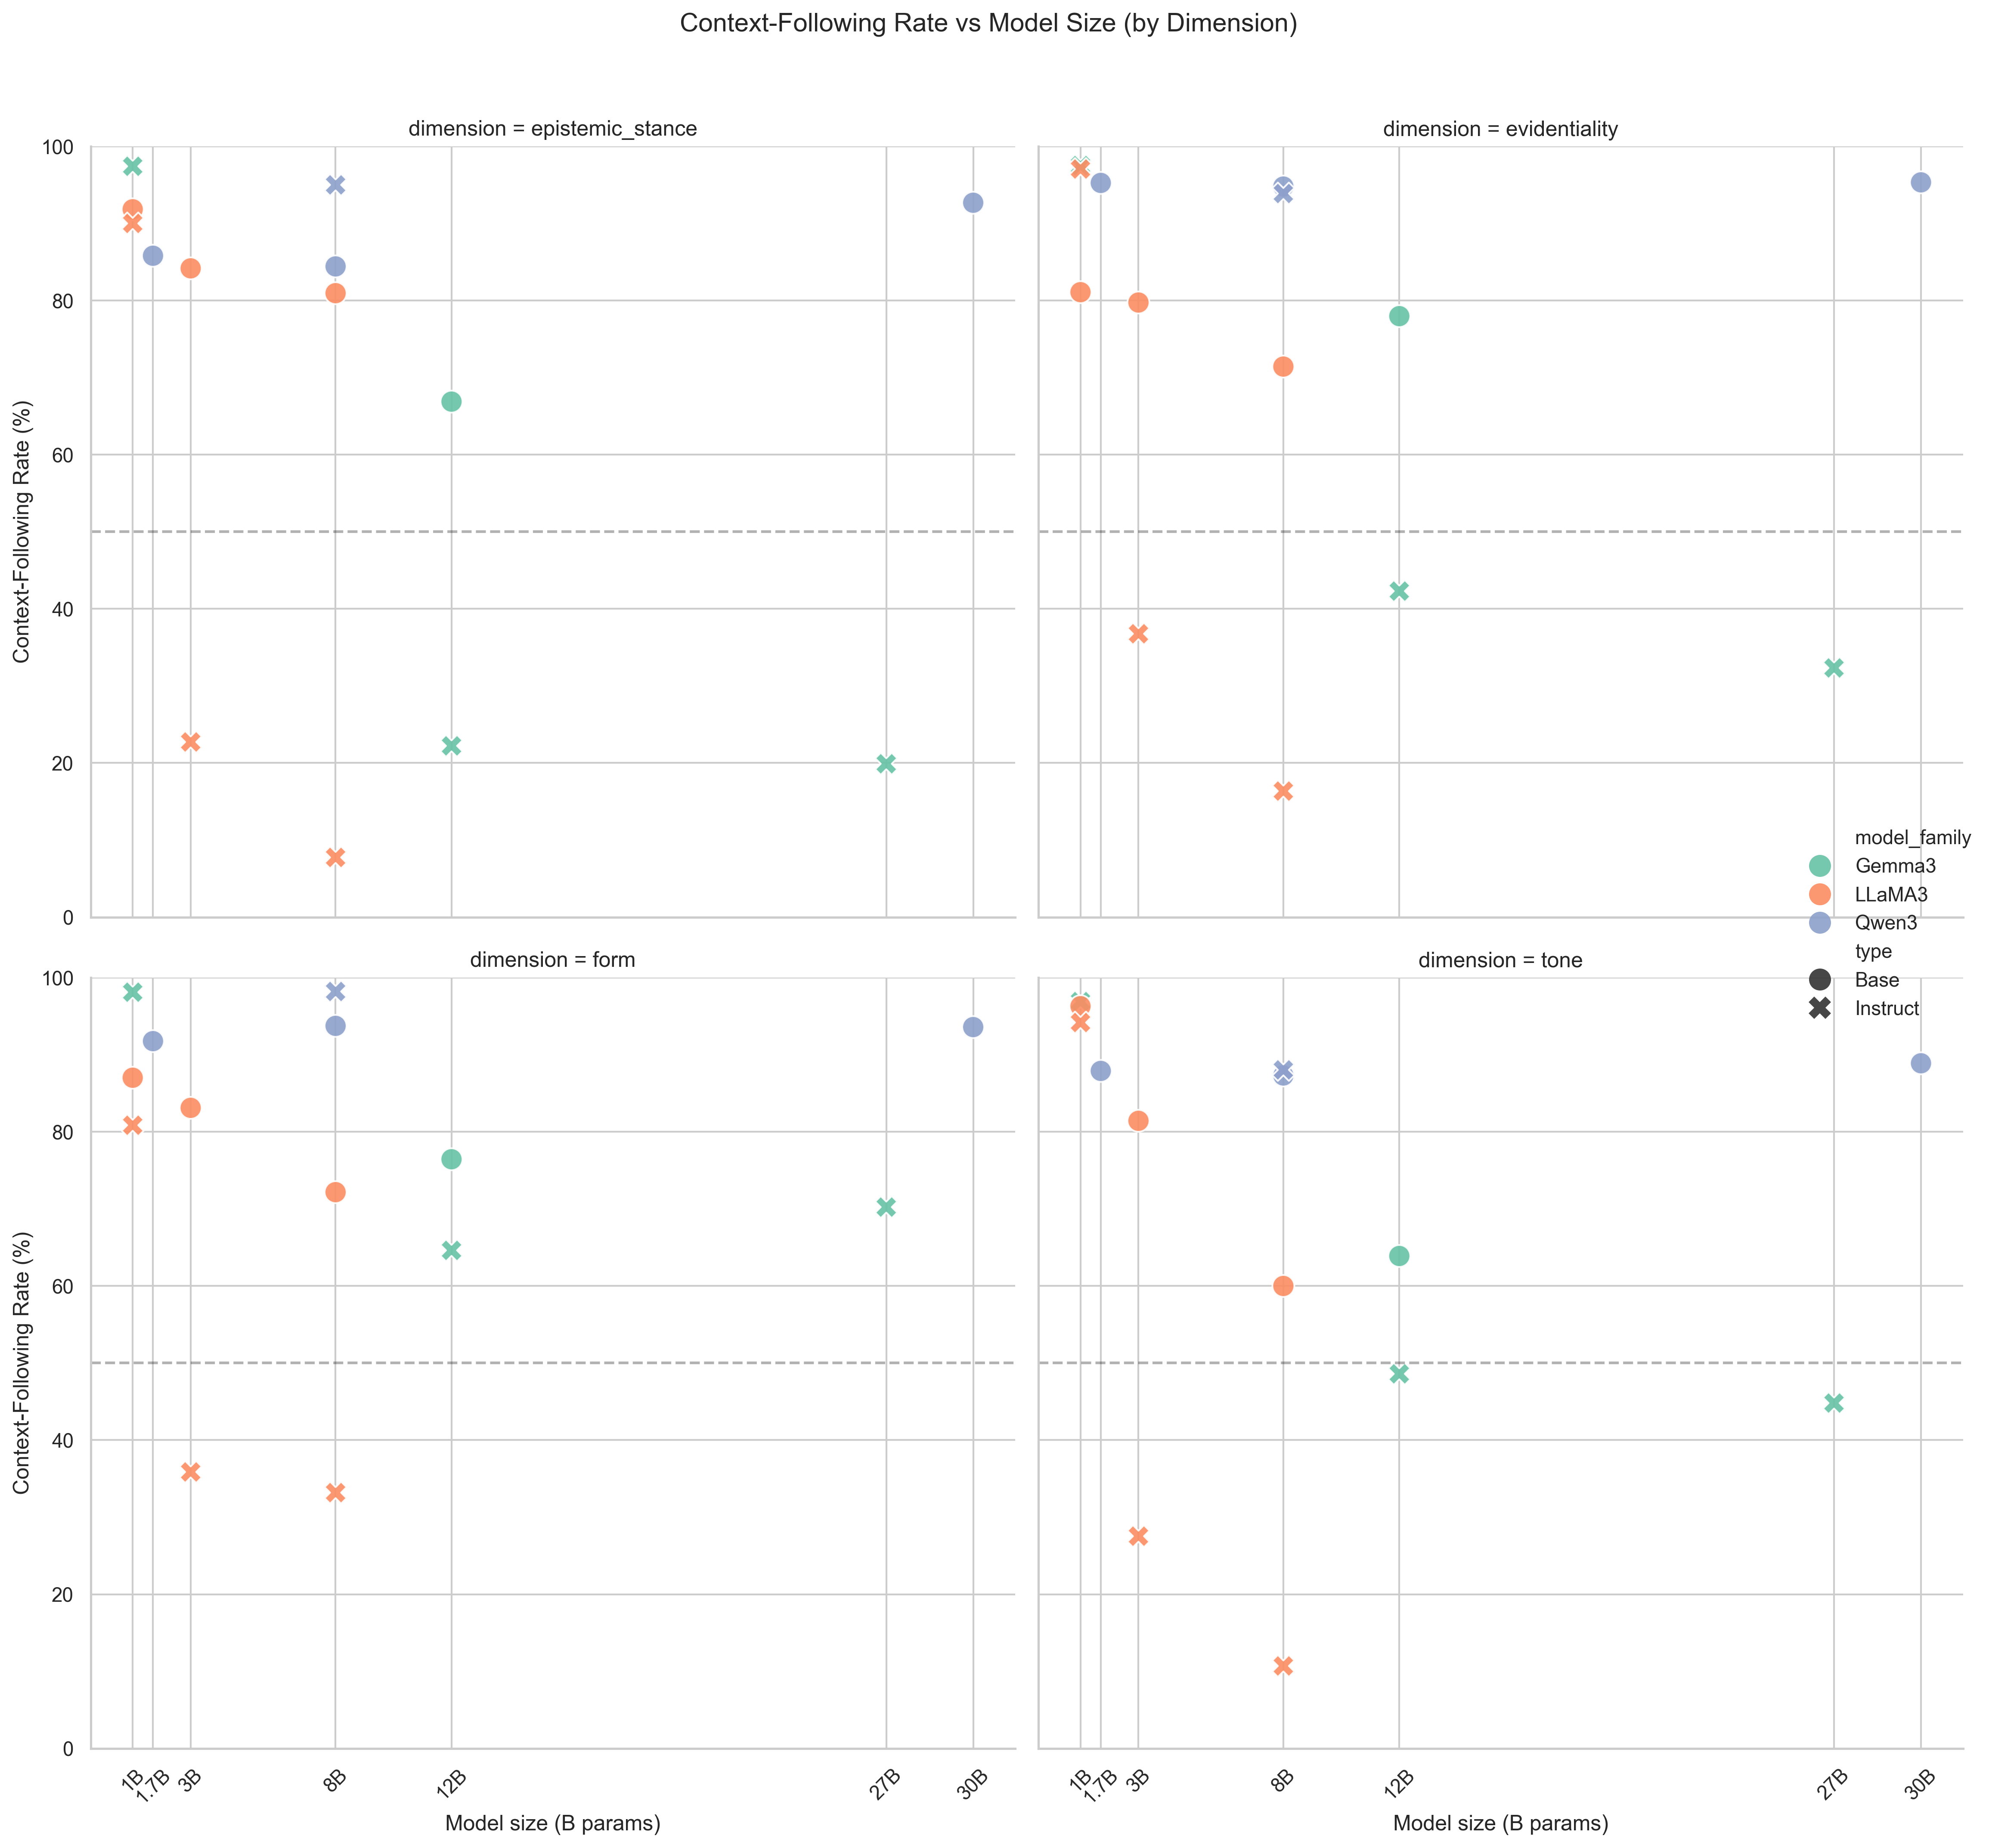 Context-Following Rate vs Model Size (by Dimension)
dimension = epistemic_stance
dimension = evidentiality
100
80
60
40
20
0
Context-Following Rate (%)
model_family
Gemma3
LLaMA3
Qwen3
type
Base
Instruct
dimension = form
dimension = tone
100
80
60
40
20
0
Context-Following Rate (%)
1B
1.7B
3B
8B
12B
27B
30B
1B
1.7B
3B
8B
12B
27B
30B
Model size (B params)
Model size (B params)